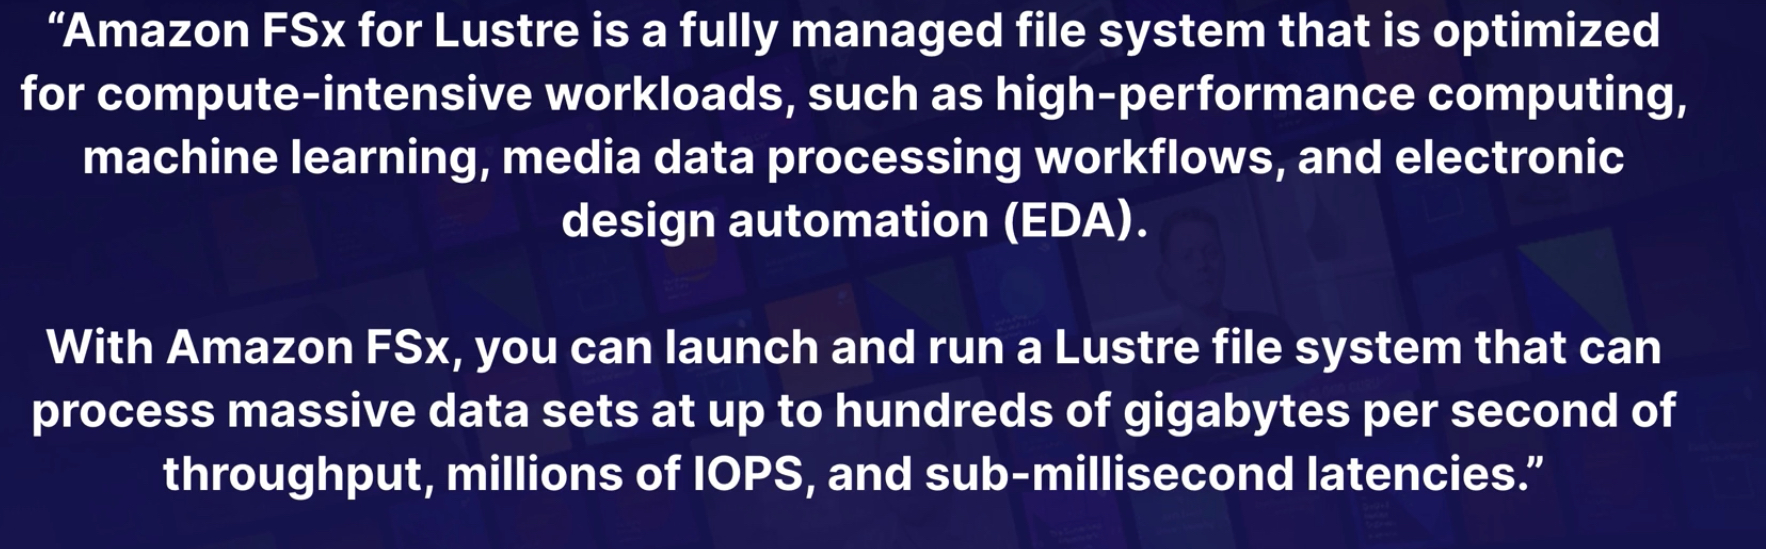 “Amazon FSx for Lustre is a fully managed file system that is optimized
for compute-intensive workloads, such as high-performance computing,
machine learning, media data processing workflows, and electronic
design automation (EDA).
With Amazon FSx, you can launch and run a Lustre file system that can
process massive data sets at up to hundreds of gigabytes per second of
throughput, millions of IOPS, and sub-millisecond latencies.”